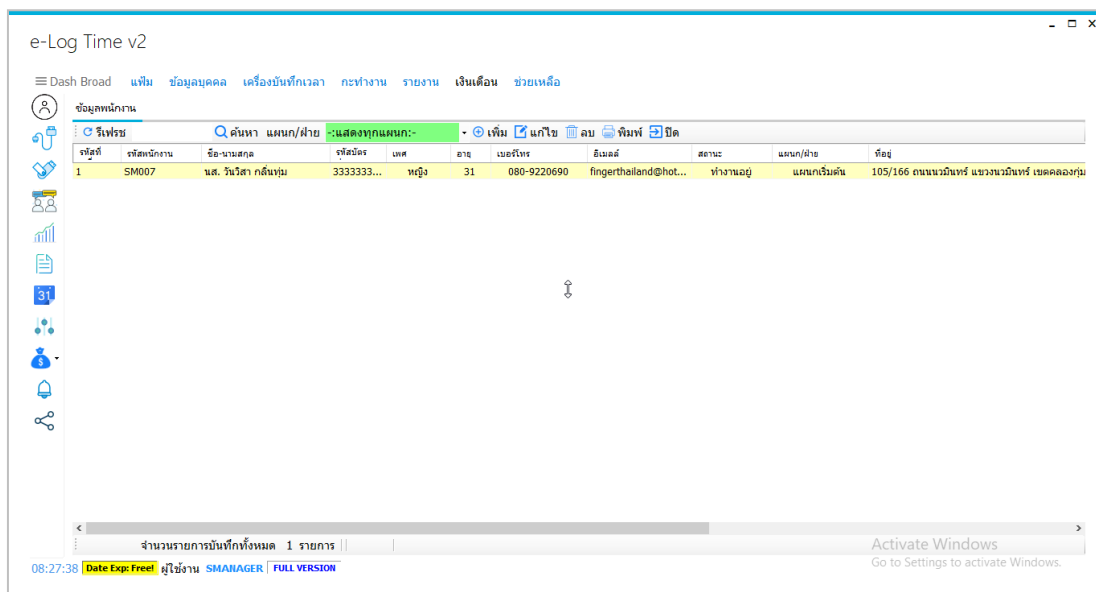 e-Log Time v2
Dash Broad แฟ้ม ข้อมูลบุคคล เครื่องบันทึกเวลา กะทำงาน รายงาน เงินเดือน ช่วยเหลือ
ข้อมูลพนักงาน
รีเฟรช ค้นหา แผนก/ฝ่าย -:แสดงทุกแผนก:- เพิ่ม แก้ไข ลบ พิมพ์ ปิด
รหัสที่ รหัสพนักงาน ชื่อ-นามสกุล รหัสบัตร เพศ อายุ เบอร์โทร อีเมลล์ สถานะ แผนก/ฝ่าย ที่อยู่
1 SM007 นส. วันวิสา กลิ่นทุ่ม 3333333... หญิง 31 080-9220690 fingerthailand@hot... ทำงานอยู่ แผนกเริ่มต้น 105/166 ถนนนวมินทร์ แขวงนวมินทร์ เขตคลองกุ่ม
31
จำนวนรายการบันทึกทั้งหมด 1 รายการ
Activate Windows
Go to Settings to activate Windows.
08:27:38 Date Exp: Free! ผู้ใช้งาน SMANAGER FULL VERSION